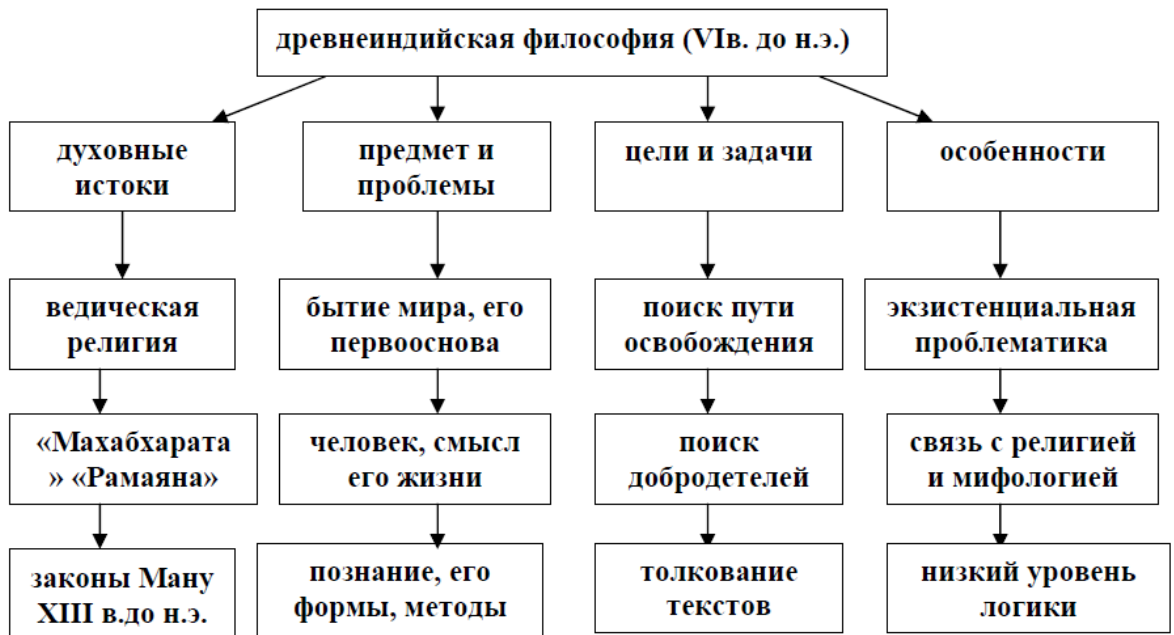 древнеиндийская философия (VIв. до н.э.)
духовные
истоки
предмет и
проблемы
цели и задачи
особенности
ведическая
религия
бытие мира, его
первооснова
поиск пути
освобождения
экзистенциальная
проблематика
«Махабхарата
» «Рамаяна»
человек, смысл
его жизни
поиск
добродетелей
связь с религией
и мифологией
законы Ману
XIII в.до н.э.
познание, его
формы, методы
толкование
текстов
низкий уровень
логики